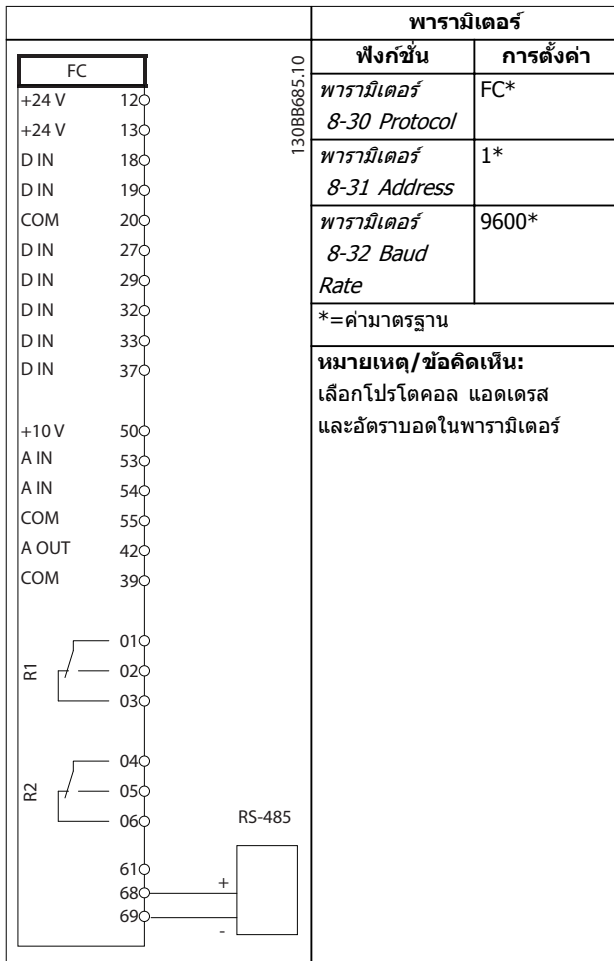 FC
130BB685.10
+24 V 12
+24 V 13
D IN 18
D IN 19
COM 20
D IN 27
D IN 29
D IN 32
D IN 33
D IN 37
+10 V 50
A IN 53
A IN 54
COM 55
A OUT 42
COM 39
R1
01
02
03
R2
04
05
06
RS-485
61
68 +
69 -
พารามิเตอร์
ฟังก์ชั่น การตั้งค่า
พารามิเตอร์ FC*
8-30 Protocol
พารามิเตอร์ 1*
8-31 Address
พารามิเตอร์ 9600*
8-32 Baud
Rate
*=ค่ามาตรฐาน
หมายเหตุ/ข้อคิดเห็น:
เลือกโปรโตคอล แอดเดรส
และอัตราบอดในพารามิเตอร์